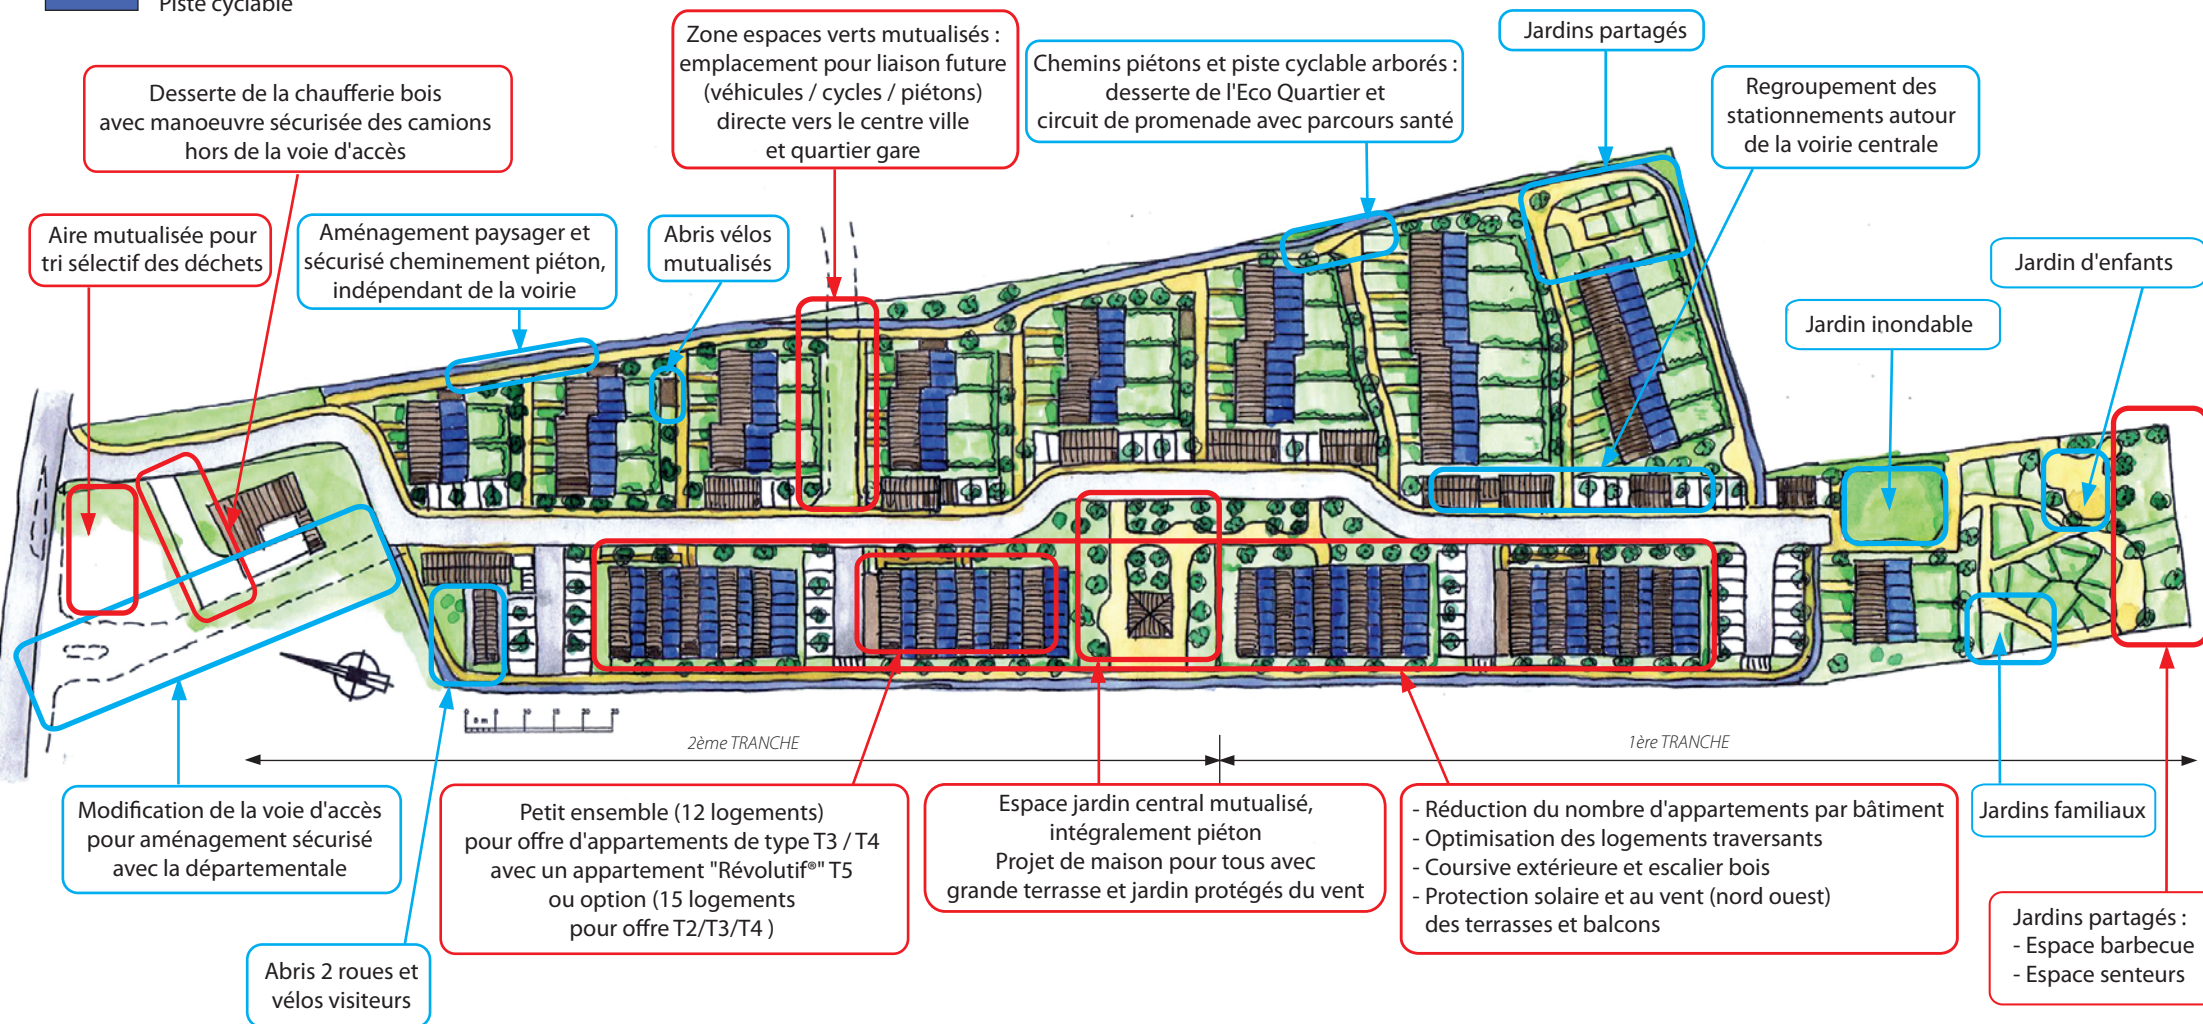 Piste cyclable
Zone espaces verts mutualisés :
emplacement pour liaison future
(véhicules / cycles / piétons)
directe vers le centre ville
et quartier gare
Jardins partagés
Chemins piétons et piste cyclable arborés :
desserte de l'Eco Quartier et
circuit de promenade avec parcours santé
Desserte de la chaufferie bois
avec manoeuvre sécurisée des camions
hors de la voie d'accès
Regroupement des
stationnements autour
de la voirie centrale
Aire mutualisée pour
tri sélectif des déchets
Aménagement paysager et
sécurisé cheminement piéton,
indépendant de la voirie
Abris vélos
mutualisés
Jardin d'enfants
Jardin inondable
0 5 m 5 10 15 20 25
2ème TRANCHE
1ère TRANCHE
Modification de la voie d'accès
pour aménagement sécurisé
avec la départementale
Petit ensemble (12 logements)
pour offre d'appartements de type T3 / T4
avec un appartement "Révolutif®" T5
ou option (15 logements
pour offre T2/T3/T4 )
Espace jardin central mutualisé,
intégralement piéton
Projet de maison pour tous avec
grande terrasse et jardin protégés du vent
- Réduction du nombre d'appartements par bâtiment
- Optimisation des logements traversants
- Coursive extérieure et escalier bois
- Protection solaire et au vent (nord ouest)
des terrasses et balcons
Jardins familiaux
Abris 2 roues et
vélos visiteurs
Jardins partagés :
- Espace barbecue
- Espace senteurs